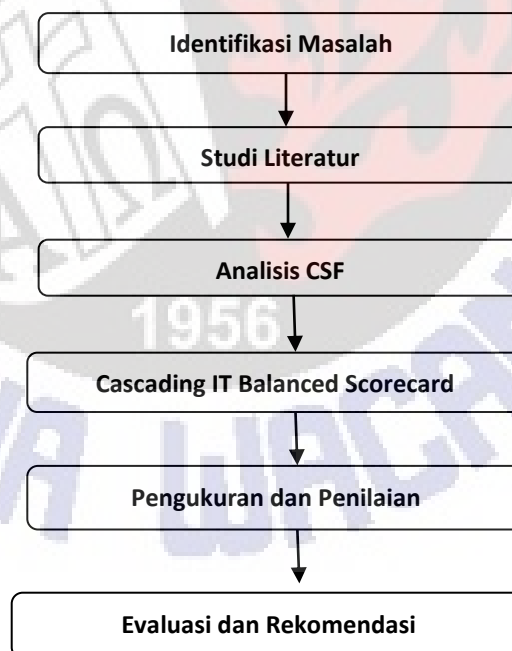 Identifikasi Masalah
Studi Literatur
Analisis CSF
1956
Cascading IT Balanced Scorecard
Pengukuran dan Penilaian
Evaluasi dan Rekomendasi